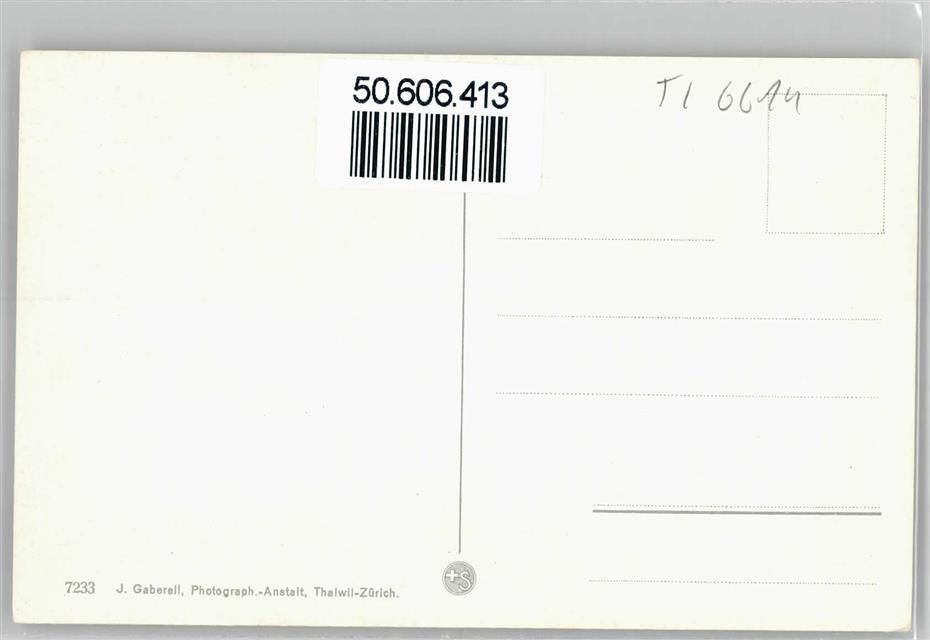 50.606.413
TI 6614
7233 J. Gaberell, Photograph.-Anstalt, Thalwil-Zürich.
S